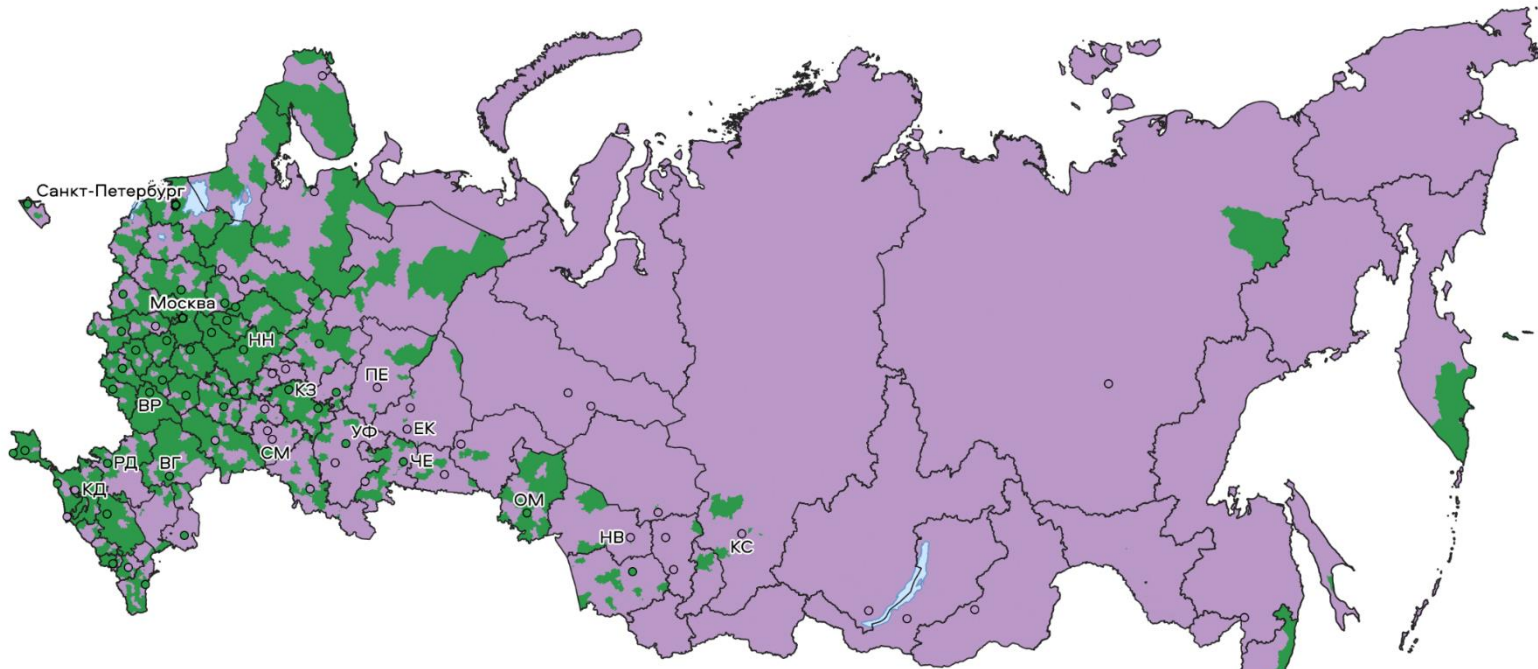 Санкт-Петербург
Москва
НН
ПЕ
КЗ
ВР
ЕК
УФ
СМ
ЧЕ
РД
ВГ
КД
ОМ
НВ
КС